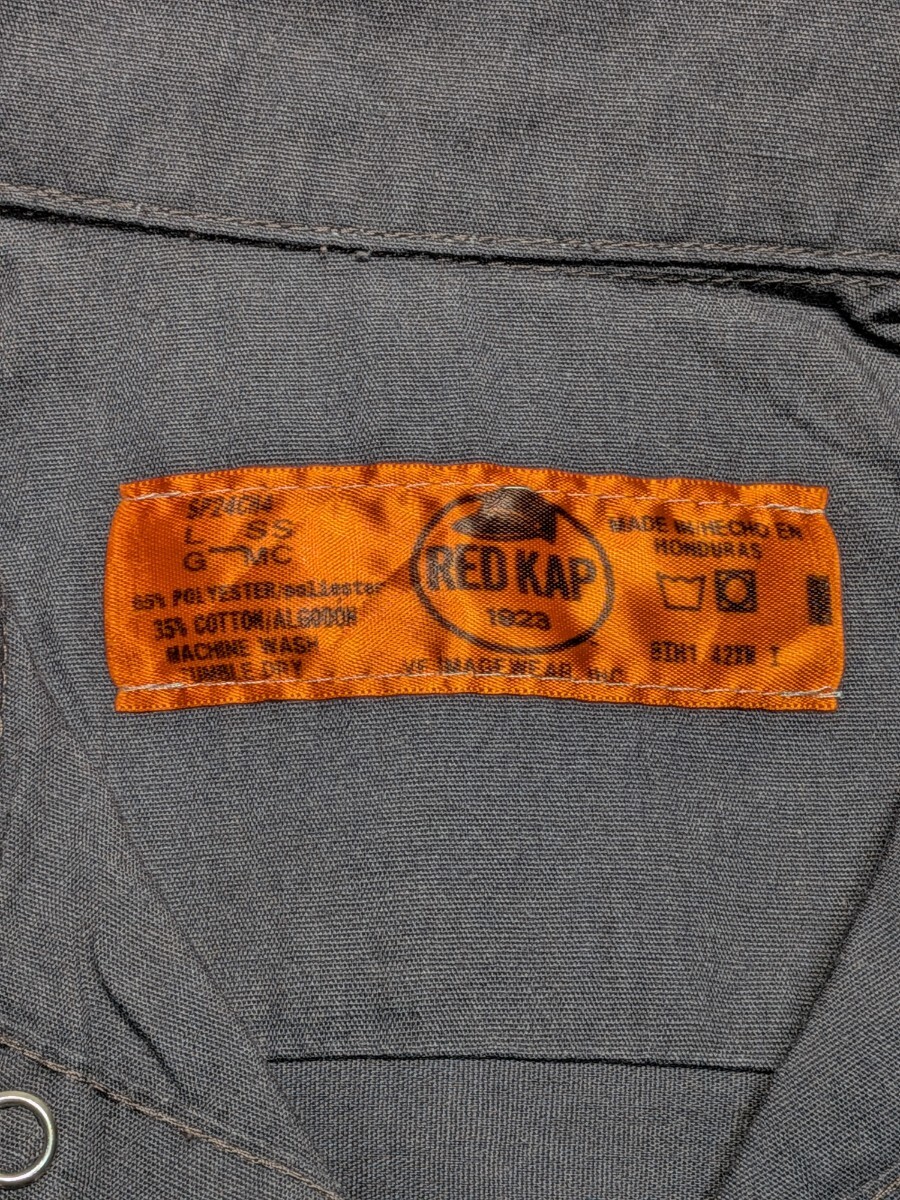 SP24CH4
L SS
G MC
65% POLYESTER/poliester
35% COTTON/ALGODON
MACHINE WASH
TUMBLE DRY
RED KAP
1923
VF IMAGEWEAR, LLC
MADE IN/HECHO EN
HONDURAS